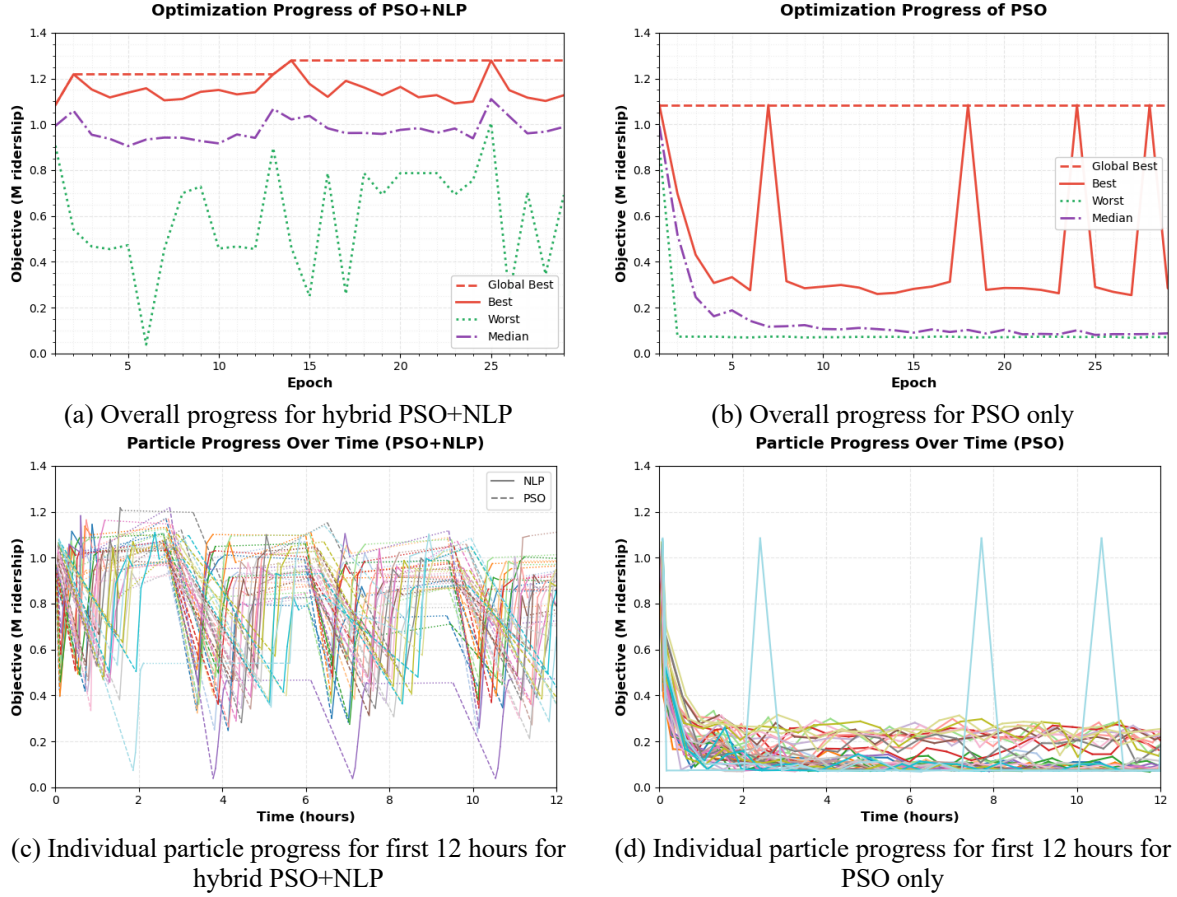 Optimization Progress of PSO+NLP
1.4
1.2
1.0
0.8
0.6
0.4
0.2
0.0
Objective (M ridership)
5
10
15
20
25
Epoch
Global Best
Best
Worst
Median
(a) Overall progress for hybrid PSO+NLP
Optimization Progress of PSO
1.4
1.2
1.0
0.8
0.6
0.4
0.2
0.0
Objective (M ridership)
5
10
15
20
25
Epoch
Global Best
Best
Worst
Median
(b) Overall progress for PSO only
Particle Progress Over Time (PSO+NLP)
1.4
1.2
1.0
0.8
0.6
0.4
0.2
0.0
Objective (M ridership)
0
2
4
6
8
10
12
Time (hours)
NLP
PSO
(c) Individual particle progress for first 12 hours for
hybrid PSO+NLP
Particle Progress Over Time (PSO)
1.4
1.2
1.0
0.8
0.6
0.4
0.2
0.0
Objective (M ridership)
0
2
4
6
8
10
12
Time (hours)
(d) Individual particle progress for first 12 hours for
PSO only